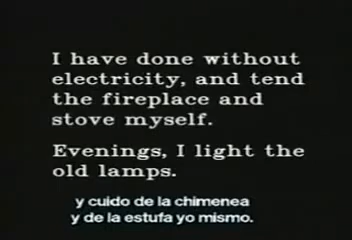 I have done without
electricity, and tend
the fireplace and
stove myself.
Evenings, I light the
old lamps.
y cuido de la chimenea
y de la estufa yo mismo.